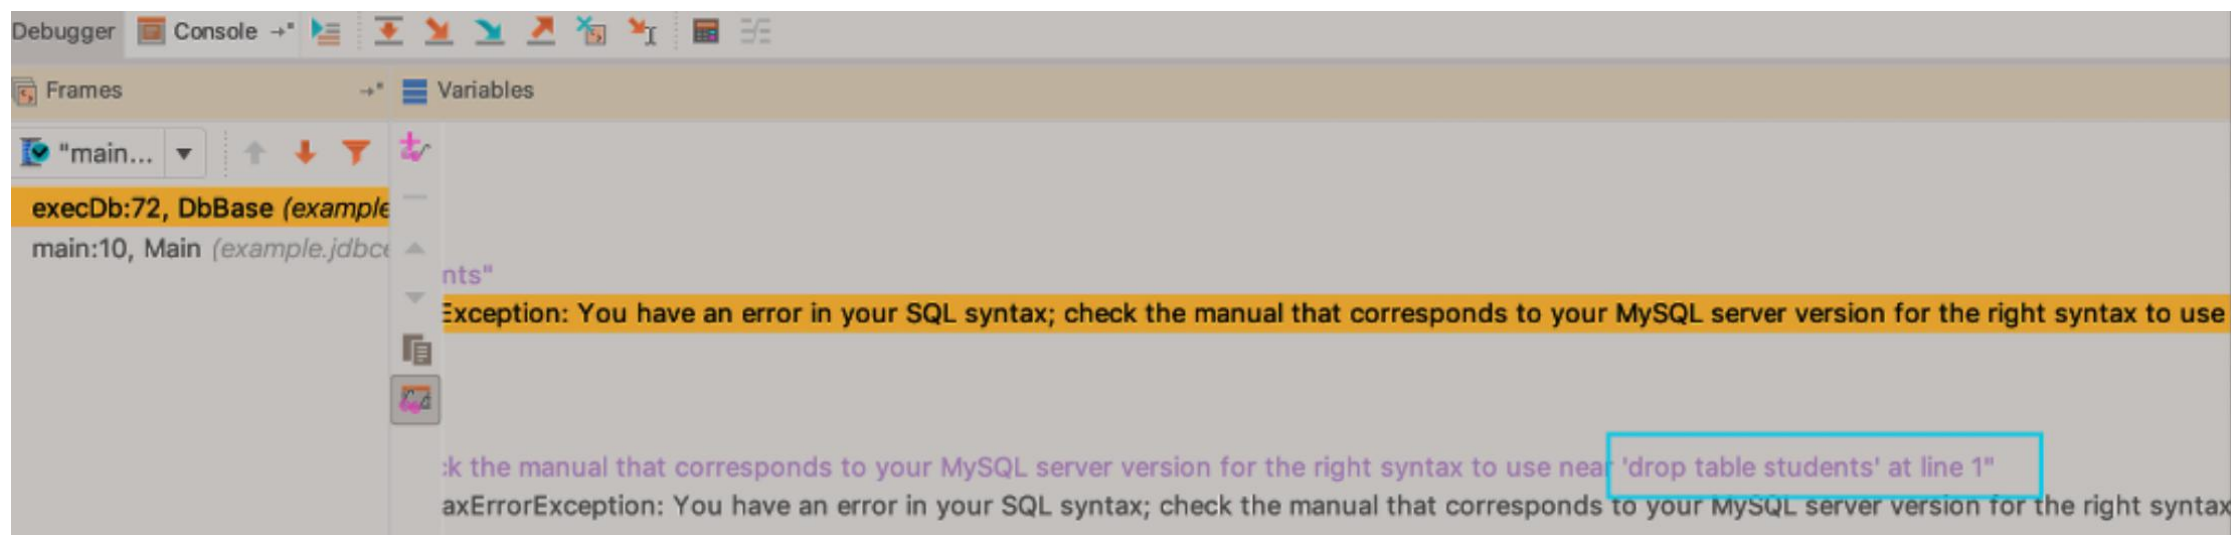 Debugger Console
Frames
Variables
"main...
execDb:72, DbBase (example
main:10, Main (example.jdbce
nts"
Exception: You have an error in your SQL syntax; check the manual that corresponds to your MySQL server version for the right syntax to use
:k the manual that corresponds to your MySQL server version for the right syntax to use near 'drop table students' at line 1"
axErrorException: You have an error in your SQL syntax; check the manual that corresponds to your MySQL server version for the right syntax